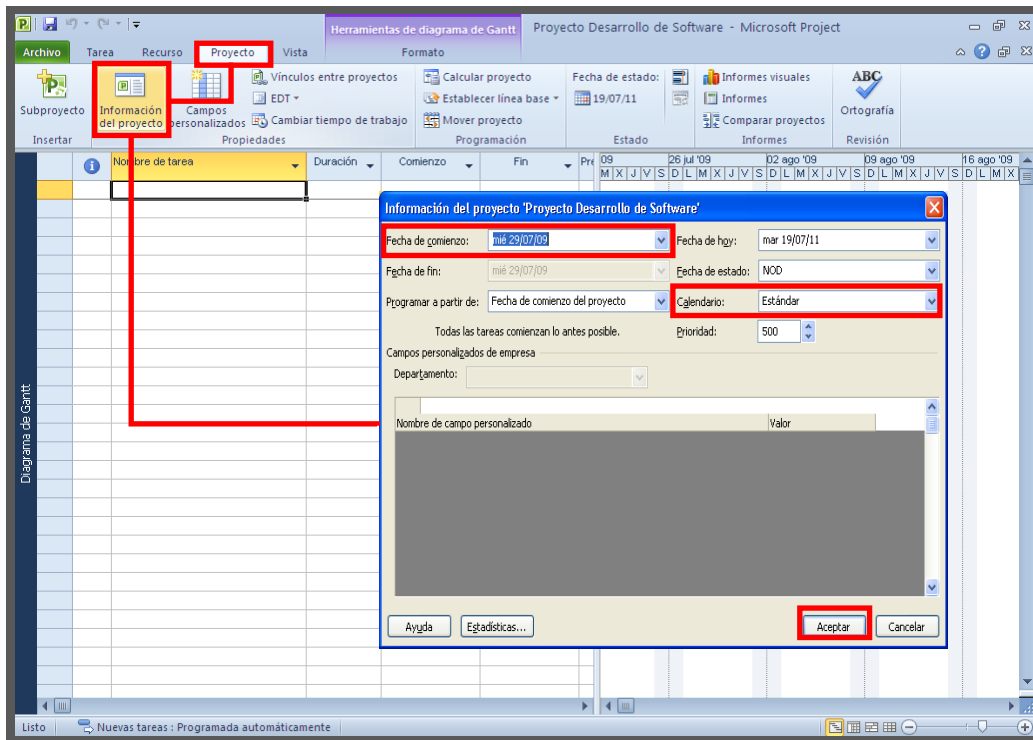 Herramientas de diagrama de Gantt
Proyecto Desarrollo de Software - Microsoft Project
Archivo Tarea Recurso Proyecto Vista Formato
Subproyecto
Información del proyecto
Campos personalizados
Vínculos entre proyectos
EDT
Cambiar tiempo de trabajo
Calcular proyecto
Establecer línea base
Mover proyecto
Fecha de estado:
19/07/11
Informes visuales
Informes
Comparar proyectos
ABC
Ortografía
Insertar Propiedades Programación Estado Informes Revisión
Nombre de tarea Duración Comienzo Fin Pre
09 26 jul '09 02 ago '09 09 ago '09 16 ago '09
M X J V S D L M X J V S D L M X J V S D L M X J V S D L M X
Información del proyecto 'Proyecto Desarrollo de Software'
Fecha de comienzo: mié 29/07/09 Fecha de hoy: mar 19/07/11
Fecha de fin: mié 29/07/09 Fecha de estado: NOD
Programar a partir de: Fecha de comienzo del proyecto Calendario: Estándar
Todas las tareas comienzan lo antes posible. Prioridad: 500
Campos personalizados de empresa
Departamento:
Nombre de campo personalizado Valor
Ayuda Estadísticas... Aceptar Cancelar
Diagrama de Gantt
Listo Nuevas tareas : Programada automáticamente